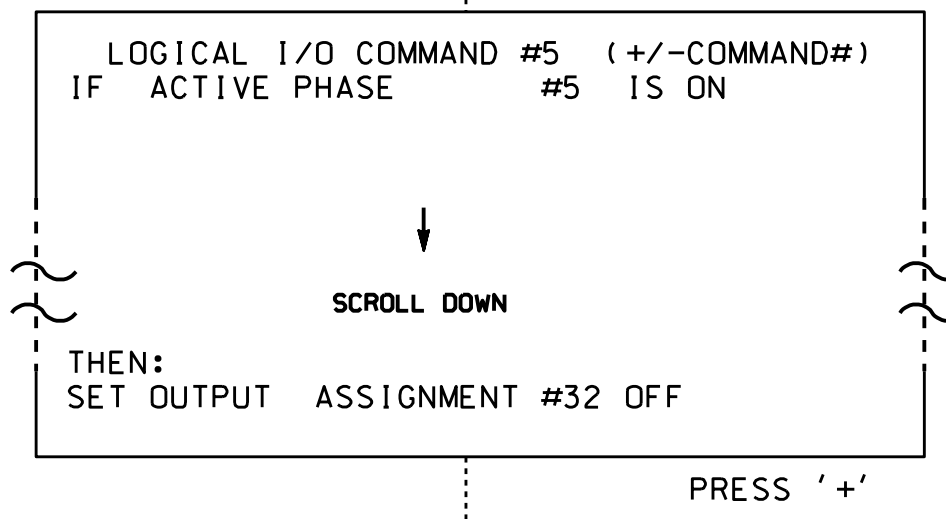 LOGICAL I/O COMMAND #5 (+/-COMMAND#)
IF ACTIVE PHASE #5 IS ON
SCROLL DOWN
THEN:
SET OUTPUT ASSIGNMENT #32 OFF
PRESS '+'